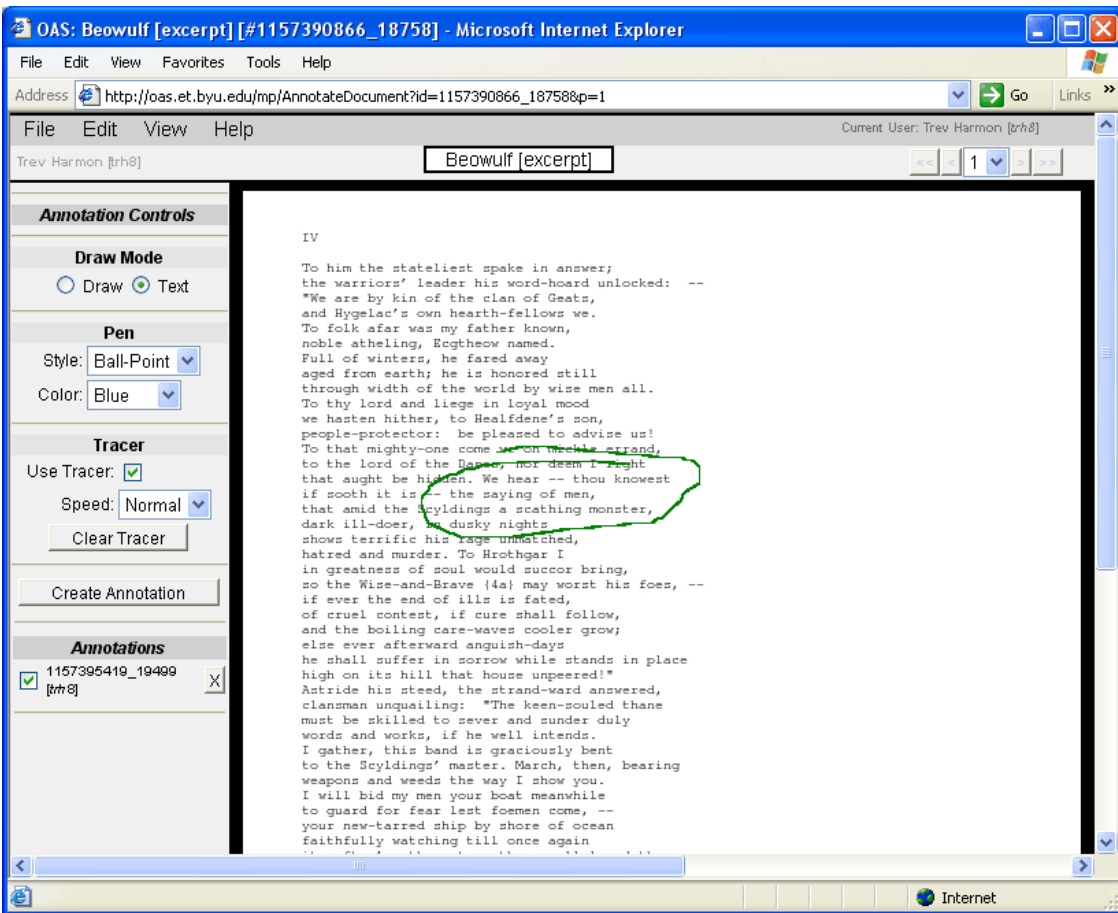 OAS: Beowulf [excerpt] [#1157390866_18758] - Microsoft Internet Explorer
File Edit View Favorites Tools Help
Address http://oas.et.byu.edu/mp/AnnotateDocument?id=1157390866_18758&p=1 Go Links »
File Edit View Help Current User: Trev Harmon [trh8]
Trev Harmon [trh8] Beowulf [excerpt] << < 1 > >>
Annotation Controls
Draw Mode
Draw Text
Pen
Style: Ball-Point
Color: Blue
Tracer
Use Tracer:
Speed: Normal
Clear Tracer
Create Annotation
Annotations
1157395419_19499
[trh8]
X
IV
To him the stateliest spake in answer;
the warriors' leader his word-hoard unlocked: --
"We are by kin of the clan of Geats,
and Hygelac's own hearth-fellows we.
To folk afar was my father known,
noble atheling, Ecgtheow named.
Full of winters, he fared away
aged from earth; he is honored still
through width of the world by wise men all.
To thy lord and liege in loyal mood
we hasten hither, to Healfdene's son,
people-protector: be pleased to advise us!
To that mighty-one come we on mickle errand,
to the lord of the Danes, nor deem I right
that aught be hidden. We hear -- thou knowest
if sooth it is -- the saying of men,
that amid the Scyldings a scathing monster,
dark ill-doer, in dusky nights
shows terrific his rage unmatched,
hatred and murder. To Hrothgar I
in greatness of soul would succor bring,
so the Wise-and-Brave {4a} may worst his foes, --
if ever the end of ills is fated,
of cruel contest, if cure shall follow,
and the boiling care-waves cooler grow;
else ever afterward anguish-days
he shall suffer in sorrow while stands in place
high on its hill that house unpeered!"
Astride his steed, the strand-ward answered,
clansman unquailing: "The keen-souled thane
must be skilled to sever and sunder duly
words and works, if he well intends.
I gather, this band is graciously bent
to the Scyldings' master. March, then, bearing
weapons and weeds the way I show you.
I will bid my men your boat meanwhile
to guard for fear lest foemen come, --
your new-tarred ship by shore of ocean
faithfully watching till once again
Internet